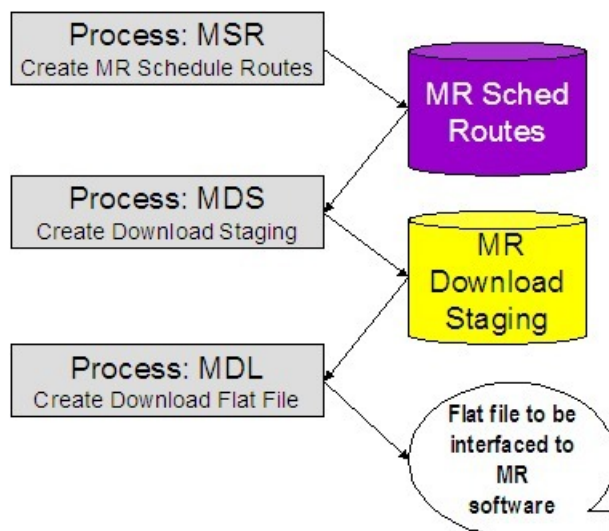 Process: MSR
Create MR Schedule Routes
MR Sched
Routes
Process: MDS
Create Download Staging
MR
Download
Staging
Process: MDL
Create Download Flat File
Flat file to be
interfaced to
MR
software